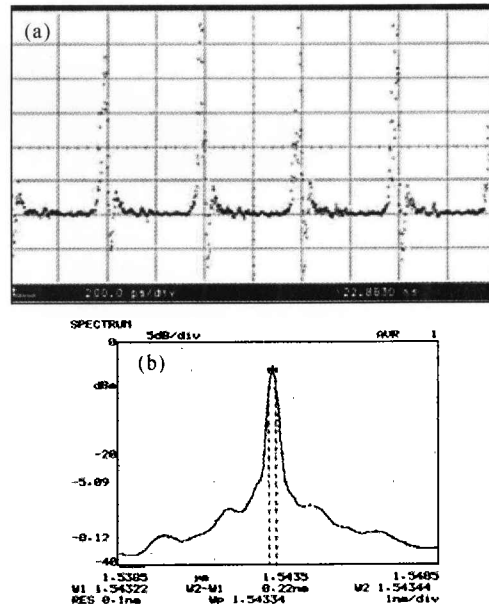 (a)
200.0 ps/div 22.8830 ns
SPECTRUM
5dB/div AVR 1
0
(b)
dBm
-20
-5.09
-0.12
-40
1.5385 μm 1.5435 1.5485
W1 1.54322 W2-W1 0.22nm W2 1.54344
RES 0.1nm Wp 1.54334 1nm/div